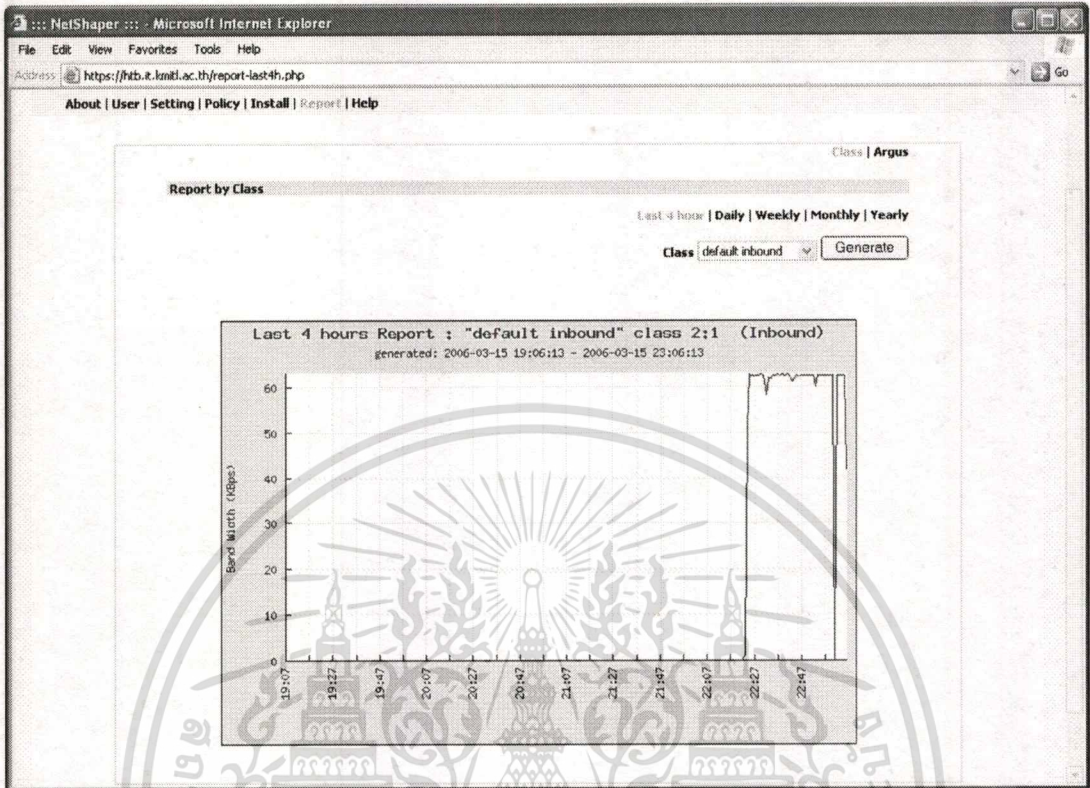 ::: NetShaper ::: - Microsoft Internet Explorer
File Edit View Favorites Tools Help
Address https://htb.it.kmitl.ac.th/report-last4h.php Go
About | User | Setting | Policy | Install | Report | Help
Class | Argus
Report by Class
Last 4 hour | Daily | Weekly | Monthly | Yearly
Class default inbound Generate
Last 4 hours Report : "default inbound" class 2:1 (Inbound)
generated: 2006-03-15 19:06:13 - 2006-03-15 23:06:13
Band Width (KBps)
60
50
40
30
20
10
0
19:07 19:27 19:47 20:07 20:27 20:47 21:07 21:27 21:47 22:07 22:27 22:47